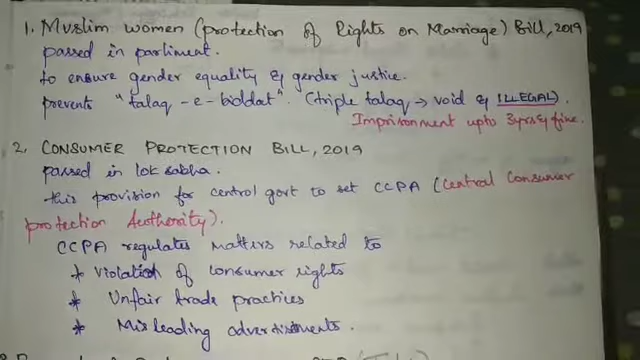 1. Muslim women (protection of Rights on Marriage) Bill, 2019
passed in parliment.
to ensure gender equality & gender justice.
prevents "talaq-e-biddat". (triple talaq → void & ILLEGAL).
Imprisonment upto 3yrs & fine.
2. CONSUMER PROTECTION BILL, 2019
passed in lok sabha.
this provision for central govt to set CCPA (Central Consumer
protection Authority).
CCPA regulates matters related to
* violation of consumer rights
* Unfair trade practices
* Misleading advertisments.